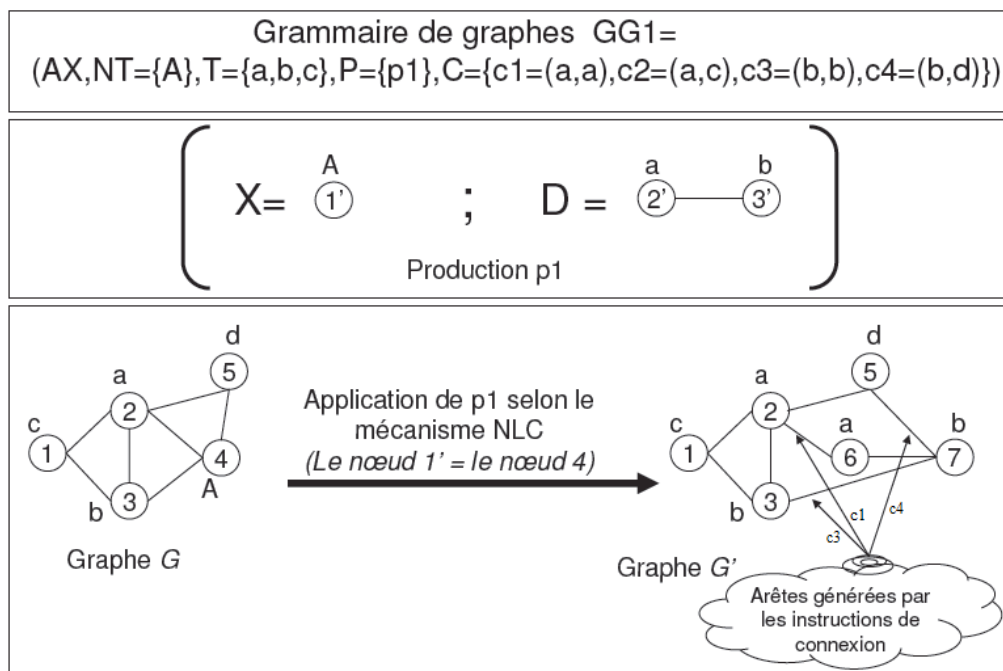 Grammaire de graphes GG1=
(AX,NT={A},T={a,b,c},P={p1},C={c1=(a,a),c2=(a,c),c3=(b,b),c4=(b,d)})
A a b
X= 1' ; D = 2' 3'
Production p1
d
5
a
2
c
1
4
A
b
3
Graphe G
Application de p1 selon le
mécanisme NLC
(Le nœud 1' = le nœud 4)
d
5
a
2
a
6
b
7
c
1
b
3
c1
c4
c3
Graphe G'
Arêtes générées par
les instructions de
connexion